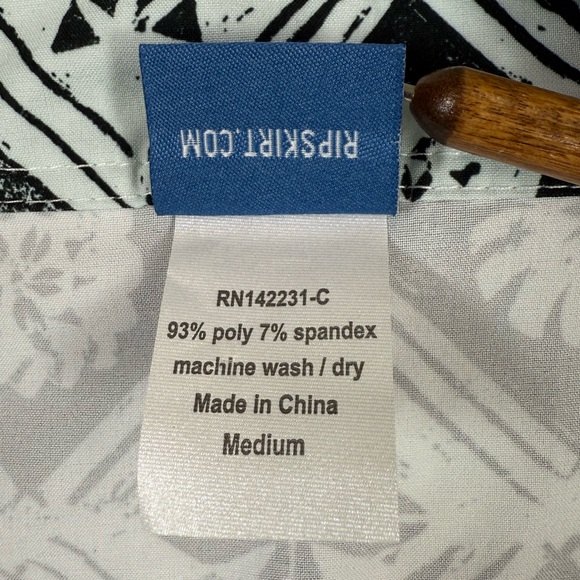 RIPSKIRT.COM
RN142231-C
93% poly 7% spandex
machine wash / dry
Made in China
Medium